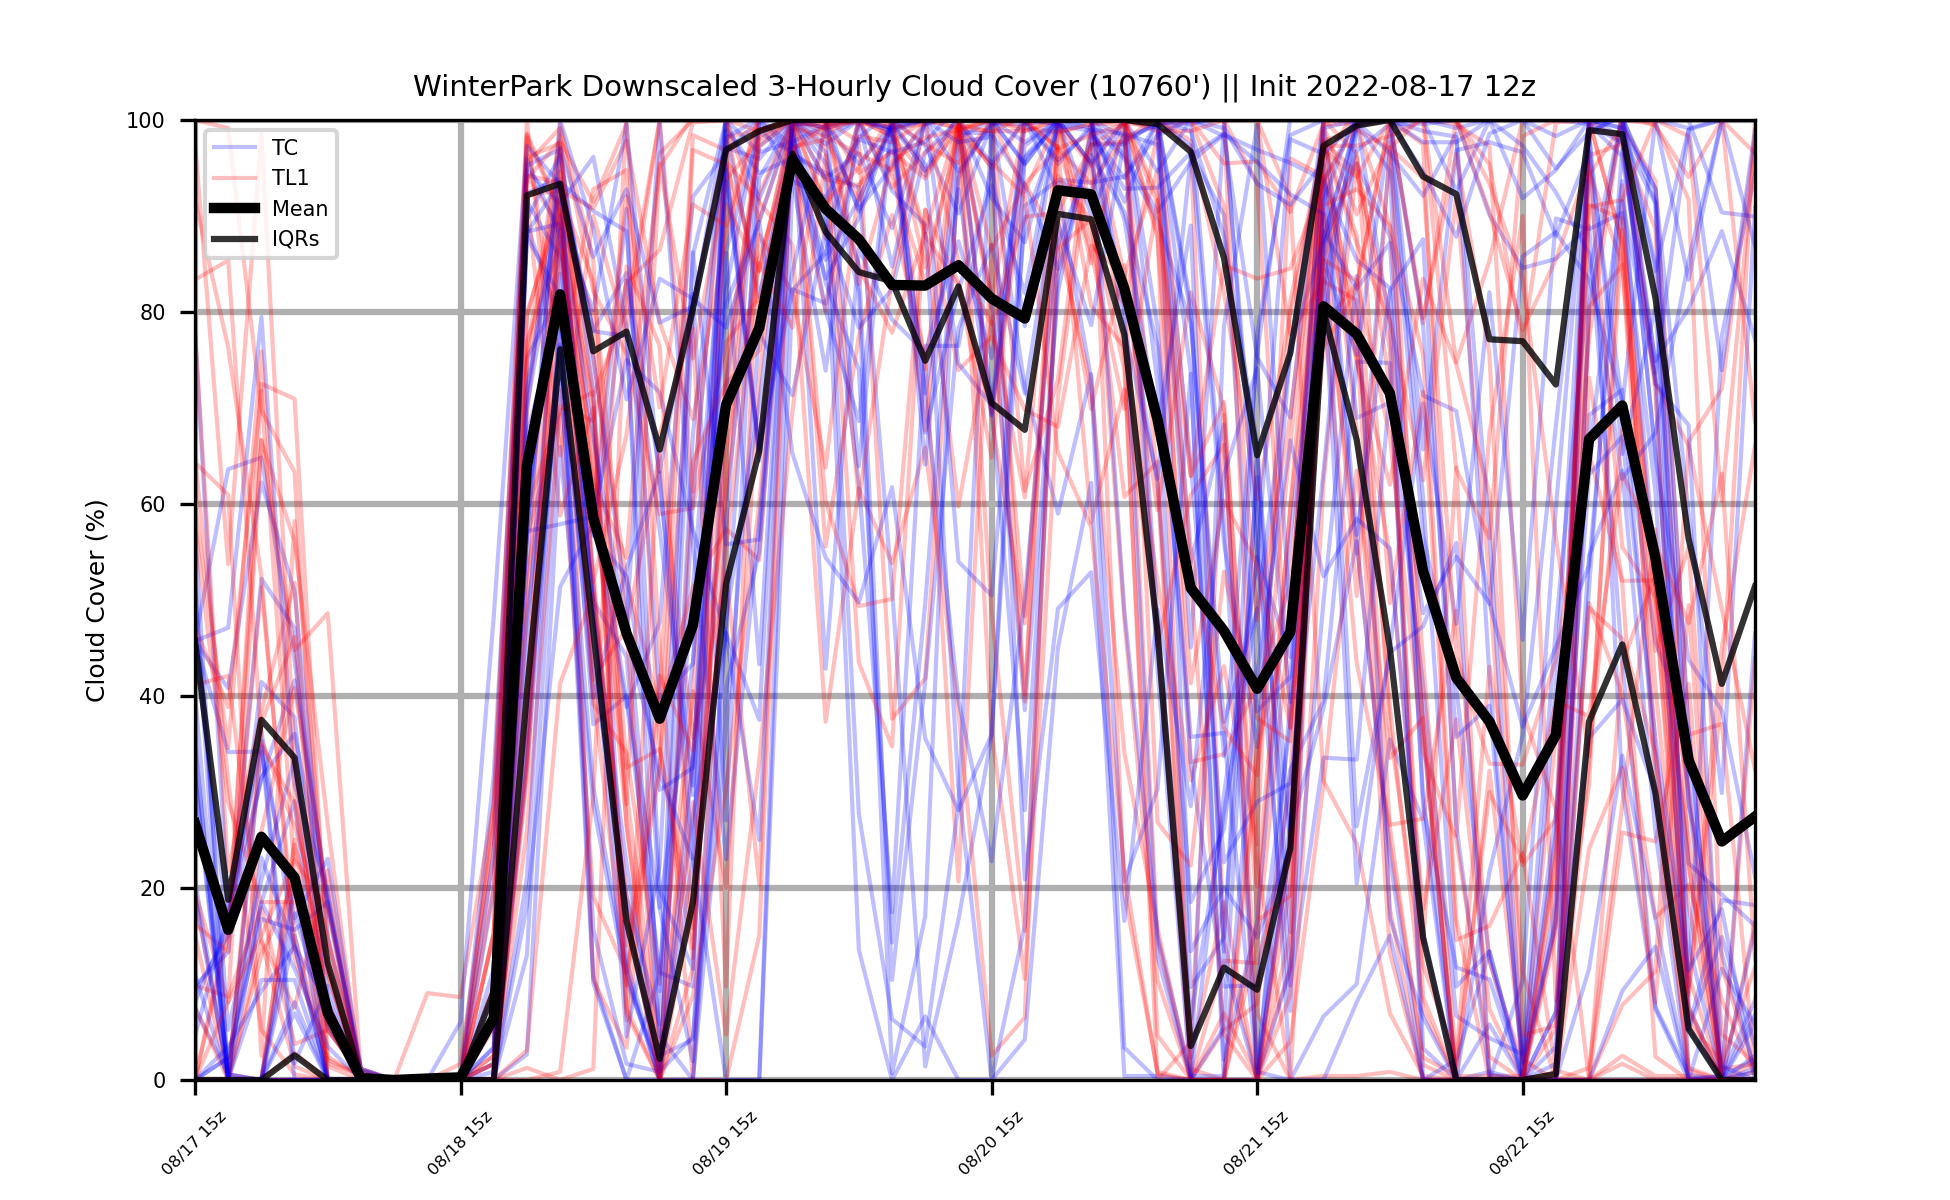 WinterPark Downscaled 3-Hourly Cloud Cover (10760') || Init 2022-08-17 12z
100
80
60
40
20
0
Cloud Cover (%)
TC
TL1
Mean
IQRs
08/17 15z
08/18 15z
08/19 15z
08/20 15z
08/21 15z
08/22 15z